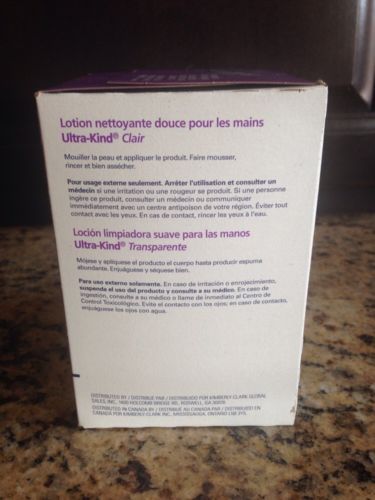 Lotion nettoyante douce pour les mains
Ultra-Kind® Clair
Mouiller la peau et appliquer le produit. Faire mousser,
rincer et bien assécher.
Pour usage externe seulement. Arrêter l'utilisation et consulter un
médecin si une irritation ou une rougeur se produit. Si une personne
ingère ce produit, consulter un médecin ou communiquer
immédiatement avec un centre antipoison de votre région. Éviter tout
contact avec les yeux. En cas de contact, rincer les yeux à l'eau.
Loción limpiadora suave para las manos
Ultra-Kind® Transparente
Mójese y aplíquese el producto el cuerpo hasta producir espuma
abundante. Enjuáguese y séquese bien.
Para uso externo solamente. En caso de irritación o enrojecimiento,
suspenda el uso del producto y consulte a su médico. En caso de
ingestión, consulte a su médico o llame de inmediato al Centro de
Control Toxicológico. Evite el contacto con los ojos; en caso de contacto,
enjuáguese los ojos con agua.
DISTRIBUTED BY / DISTRIBUÉ PAR / DISTRIBUIDO POR KIMBERLY-CLARK GLOBAL
SALES, INC. 1400 HOLCOMB BRIDGE RD, ROSWELL, GA 30076
DISTRIBUTED IN CANADA BY / DISTRIBUÉ AU CANADA PAR / DISTRIBUIDO EN
CANADA POR KIMBERLY-CLARK INC., MISSISSAUGA, ONTARIO